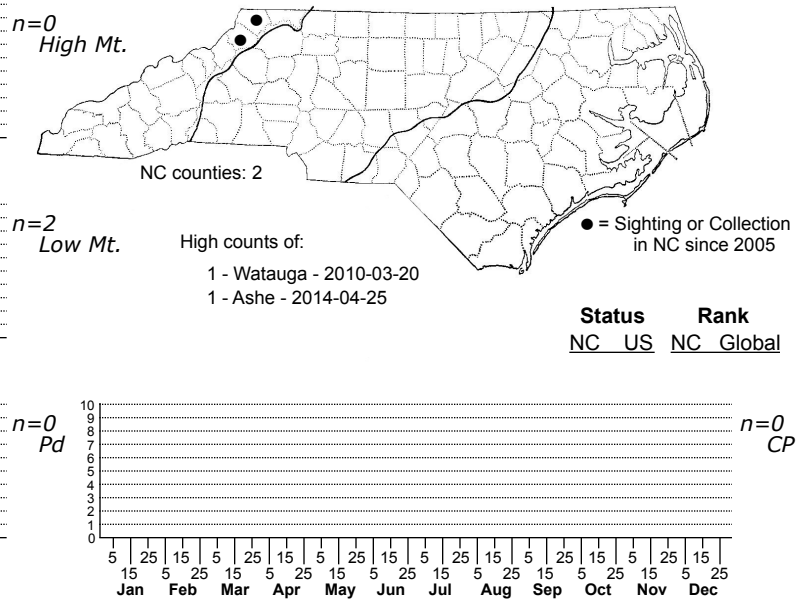 n=0
High Mt.
NC counties: 2
n=2
Low Mt.
High counts of:
1 - Watauga - 2010-03-20
1 - Ashe - 2014-04-25
● = Sighting or Collection
in NC since 2005
Status Rank
NC US NC Global
n=0
Pd
10
9
8
7
6
5
4
3
2
1
0
n=0
CP
5 25 15 5 25 15 5 25 15 5 25 15 5 25 15 5 25 15
15 5 25 15 5 25 15 5 25 15 5 25 15 5 25 15 5 25
Jan Feb Mar Apr May Jun Jul Aug Sep Oct Nov Dec